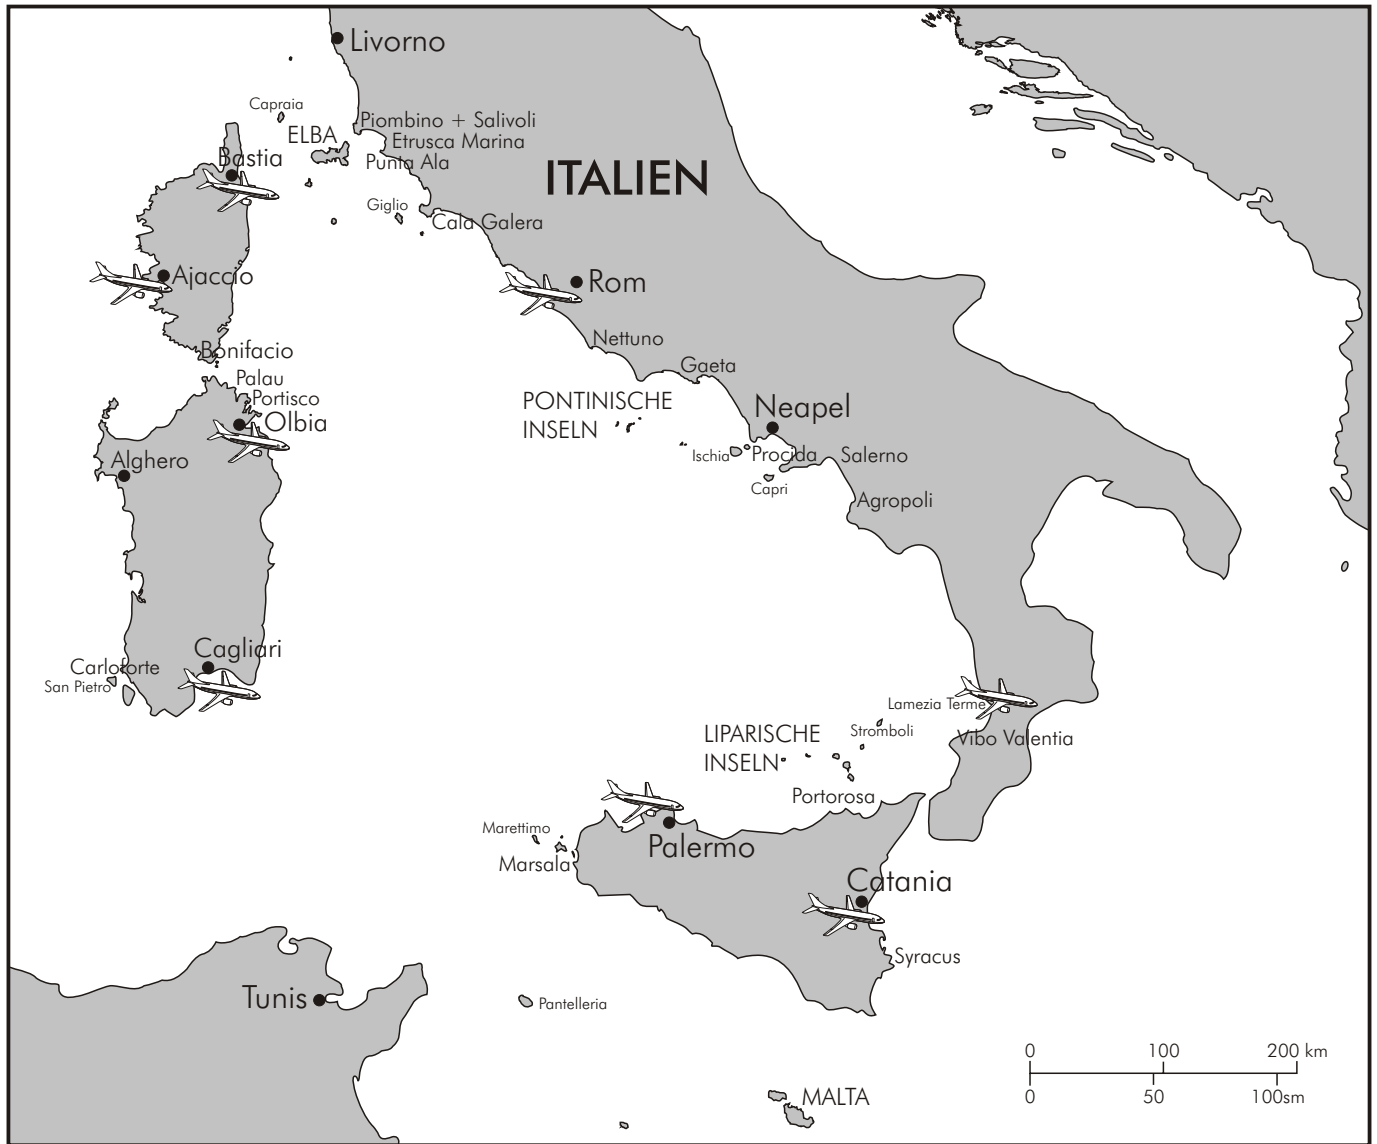 Livorno
Capraia
Piombino + Salivoli
ELBA
Etrusca Marina
Bastia
Punta Ala
ITALIEN
Giglio
Cala Galera
Ajaccio
Rom
Nettuno
Bonifacio
Gaeta
Palau
Portisco
PONTINISCHE
INSELN
Neapel
Olbia
Alghero
Ischia
Procida
Salerno
Capri
Agropoli
Cagliari
Carloforte
San Pietro
Lamezia Terme
Stromboli
LIPARISCHE
INSELN
Vibo Valentia
Portorosa
Marettimo
Palermo
Marsala
Catania
Syracus
Tunis
Pantelleria
0 100 200 km
0 50 100sm
MALTA